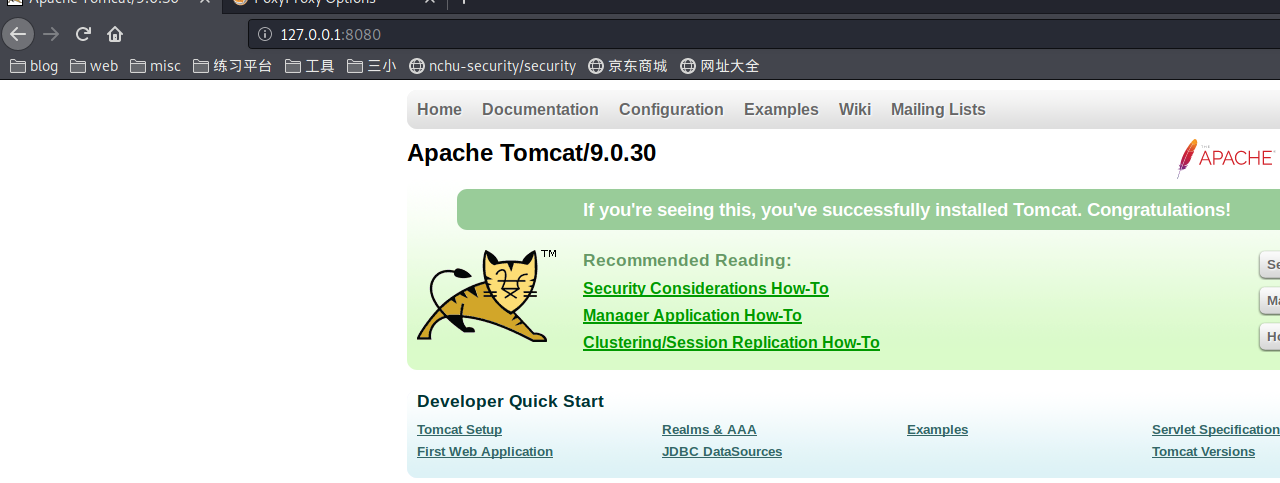 Apache Tomcat/9.0.30
FoxyProxy Options
127.0.0.1:8080
blog web misc 练习平台 工具 三小 nchu-security/security 京东商城 网址大全
Home Documentation Configuration Examples Wiki Mailing Lists
Apache Tomcat/9.0.30
THE APACHE
If you're seeing this, you've successfully installed Tomcat. Congratulations!
TM
Recommended Reading:
Security Considerations How-To
Se
Manager Application How-To
Ma
Clustering/Session Replication How-To
Ho
Developer Quick Start
Tomcat Setup Realms & AAA Examples Servlet Specification
First Web Application JDBC DataSources Tomcat Versions